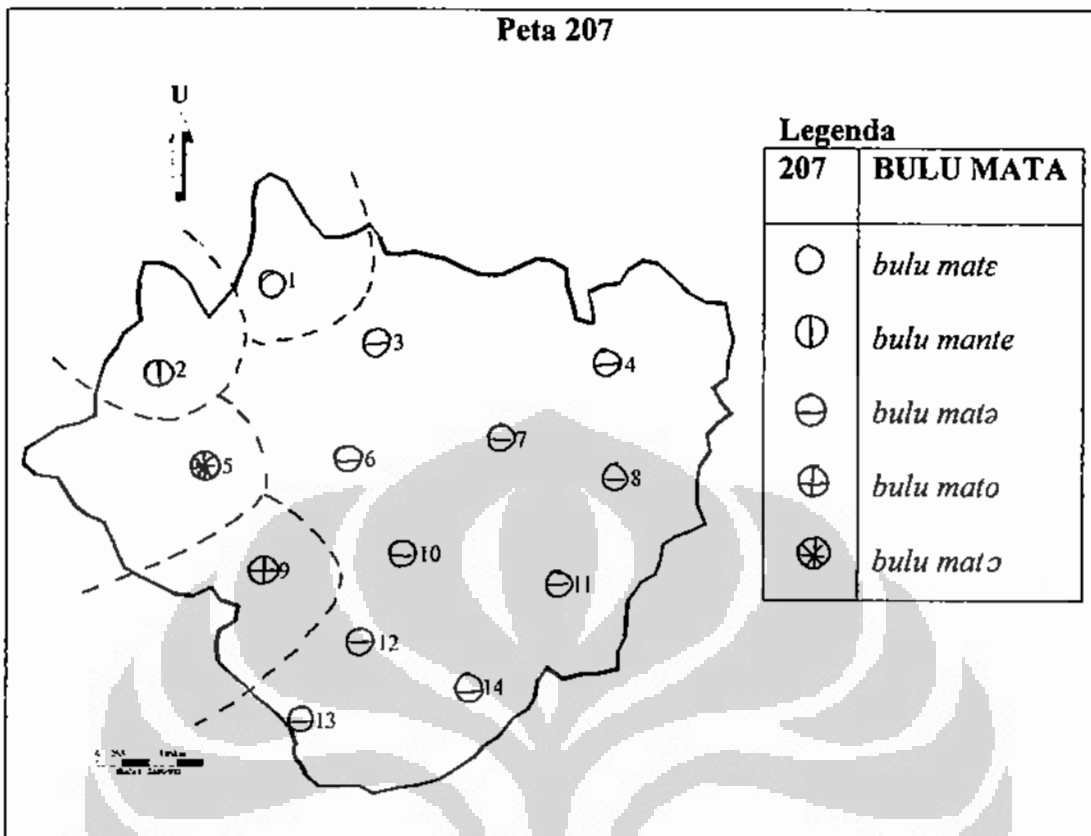 Peta 207
U
Legenda
207 BULU MATA
bulu matɛ
bulu mante
bulu matə
bulu mato
bulu matɔ
1
2
3
4
5
6
7
8
9
10
11
12
13
14